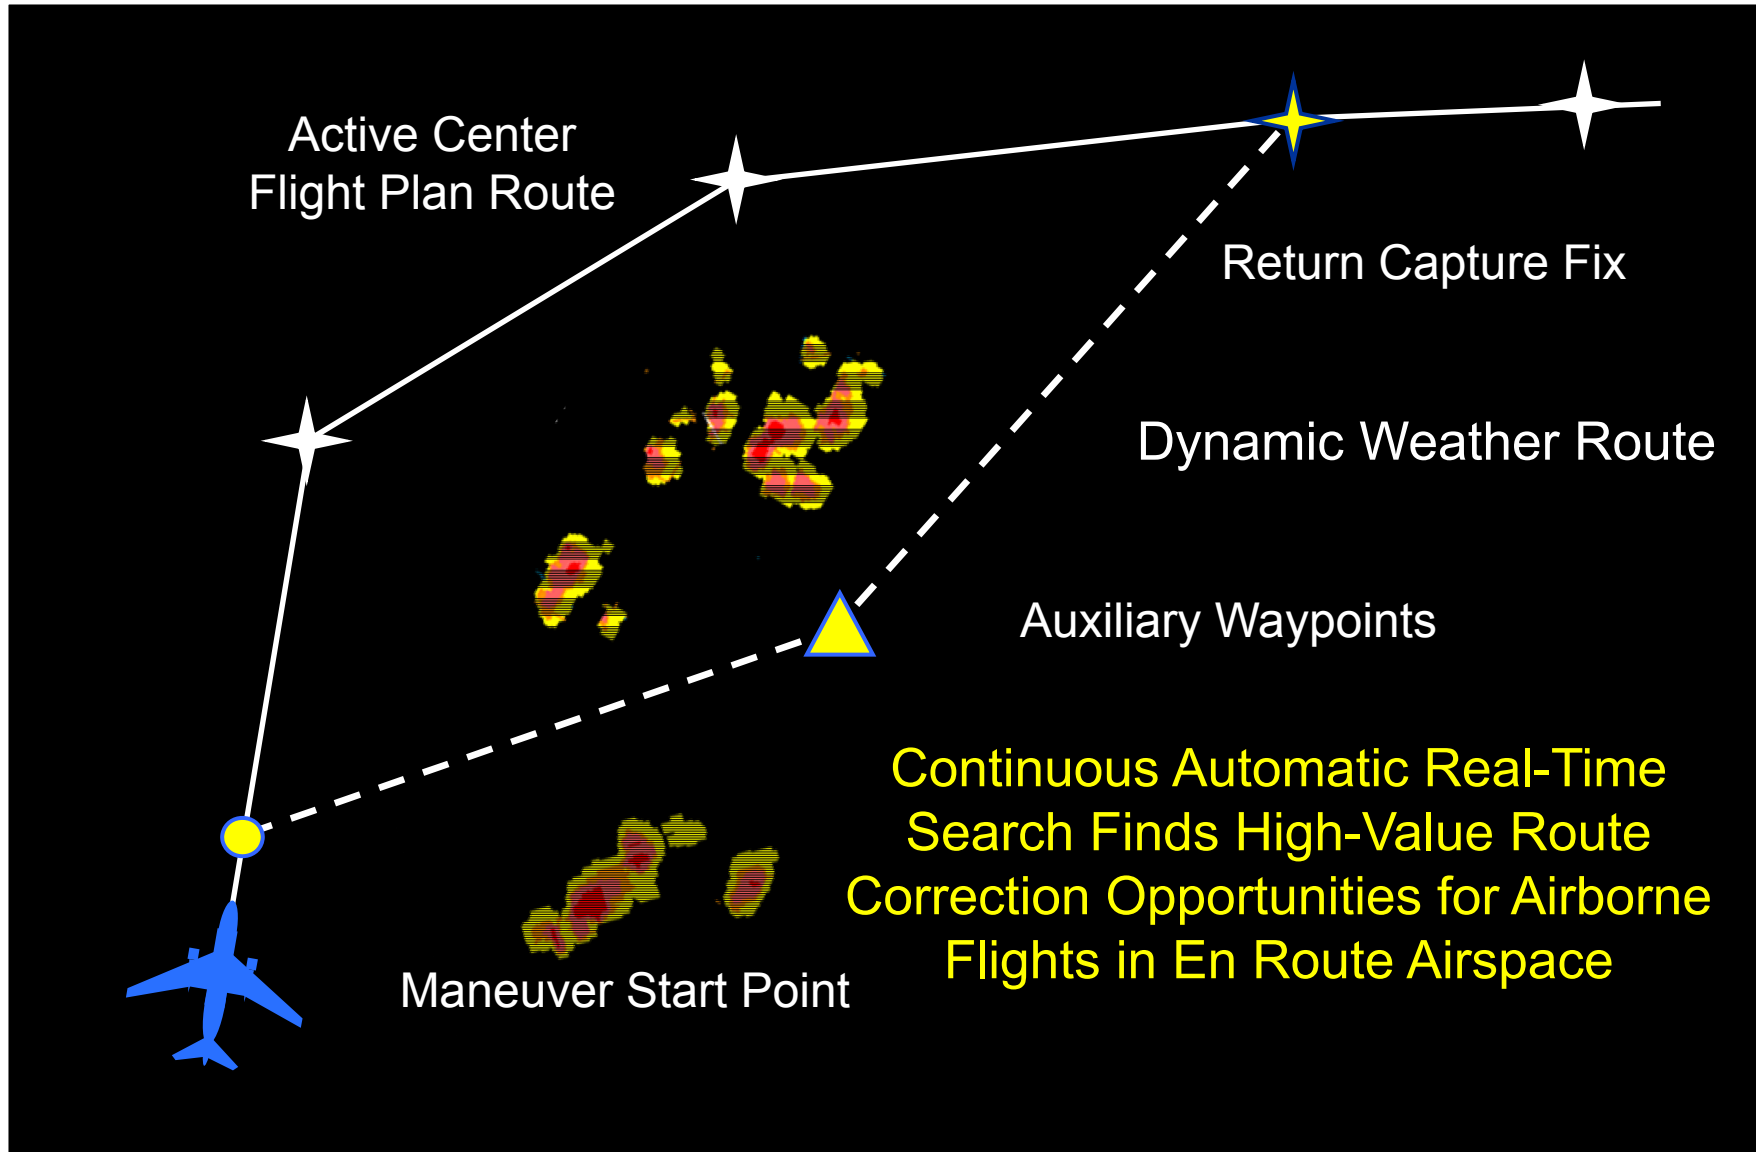 Active Center
Flight Plan Route
Return Capture Fix
Dynamic Weather Route
Auxiliary Waypoints
Continuous Automatic Real-Time
Search Finds High-Value Route
Correction Opportunities for Airborne
Flights in En Route Airspace
Maneuver Start Point